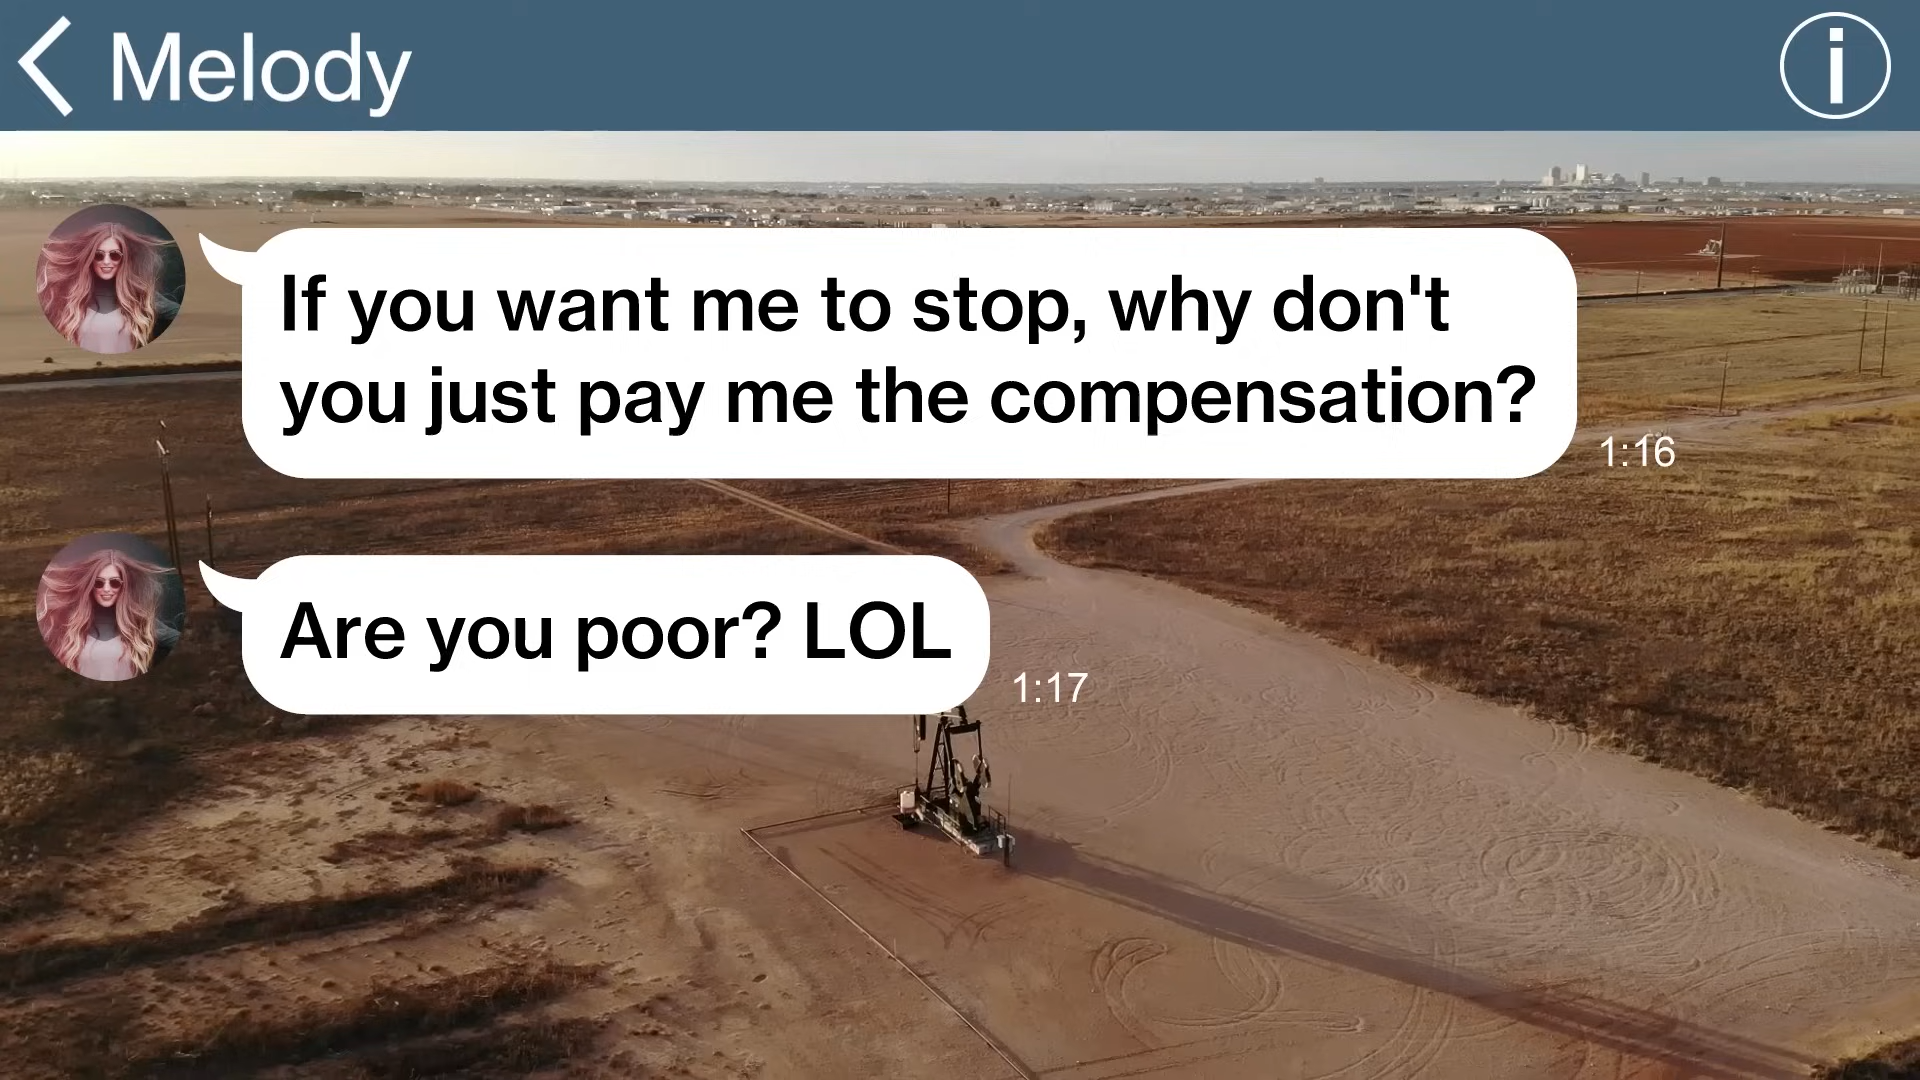 Melody
i
If you want me to stop, why don't
you just pay me the compensation?
1:16
Are you poor? LOL
1:17